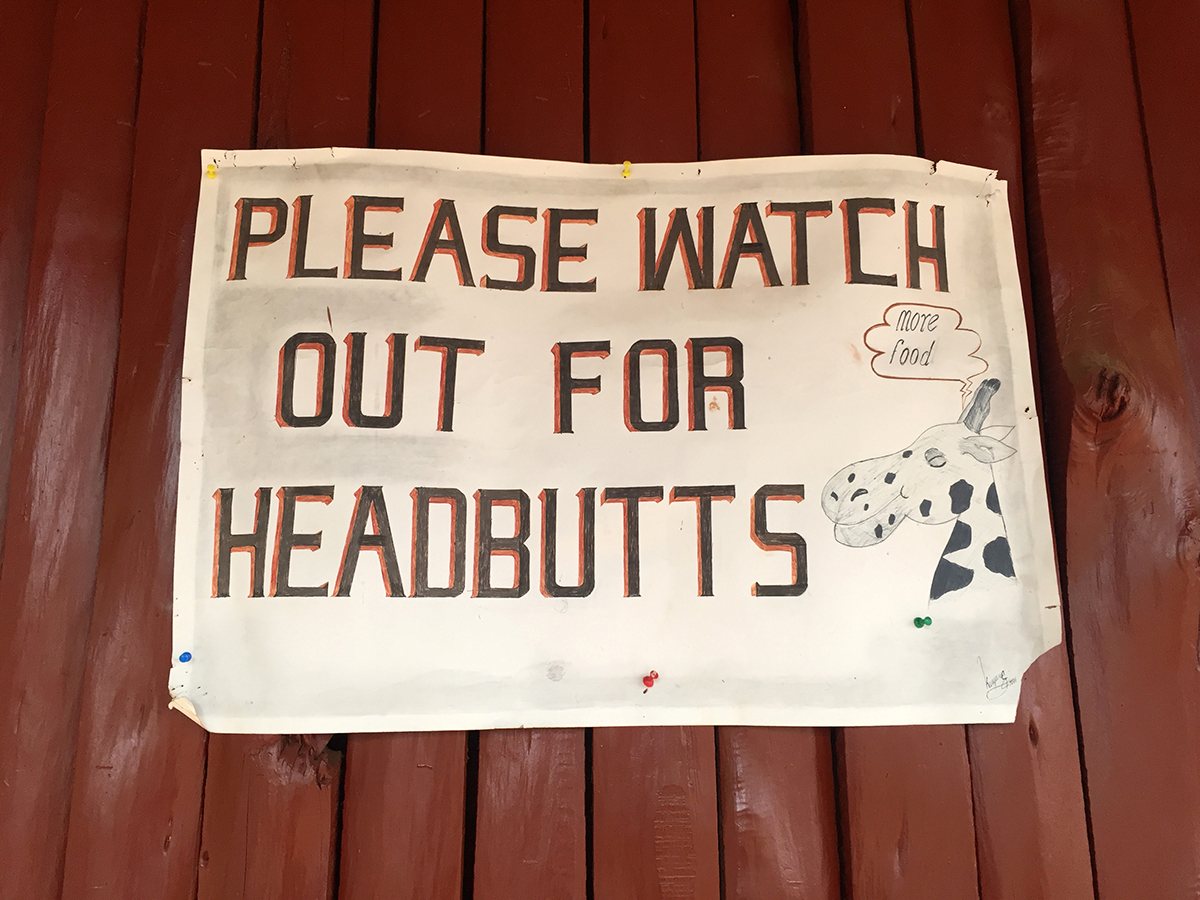 PLEASE WATCH
OUT FOR
HEADBUTTS
more
food